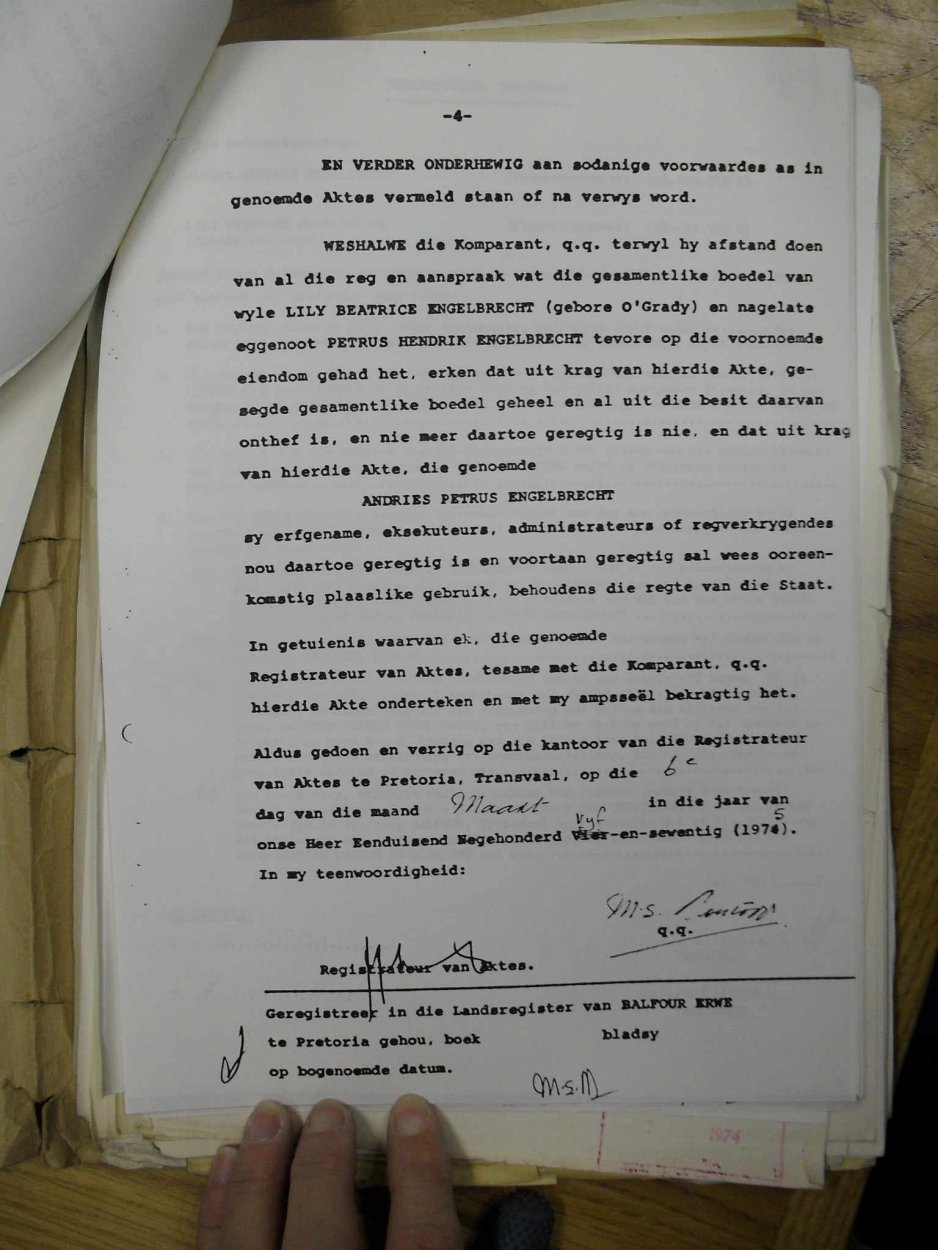 -4-
EN VERDER ONDERHEWIG aan sodanige voorwaardes as in
genoemde Aktes vermeld staan of na verwys word.
WESHALWE die Komparant, q.q. terwyl hy afstand doen
van al die reg en aanspraak wat die gesamentlike boedel van
wyle LILY BEATRICE ENGELBRECHT (gebore O'Grady) en nagelate
eggenoot PETRUS HENDRIK ENGELBRECHT tevore op die voornoemde
eiendom gehad het, erken dat uit krag van hierdie Akte, ge-
segde gesamentlike boedel geheel en al uit die besit daarvan
onthef is, en nie meer daartoe geregtig is nie, en dat uit krag
van hierdie Akte, die genoemde
ANDRIES PETRUS ENGELBRECHT
sy erfgename, eksekuteurs, administrateurs of regverkrygendes
nou daartoe geregtig is en voortaan geregtig sal wees ooreen-
komstig plaaslike gebruik, behoudens die regte van die Staat.
In getuienis waarvan ek, die genoemde
Registrateur van Aktes, tesame met die Komparant, q.q.
hierdie Akte onderteken en met my ampsseël bekragtig het.
Aldus gedoen en verrig op die kantoor van die Registrateur
van Aktes te Pretoria, Transvaal, op die 6e
dag van die maand Maart in die jaar van
Vyf 5
onse Heer Eenduisend Negehonderd Vier-en-seventig (1974).
In my teenwoordigheid:
M.S.
q.q.
Registrateur van Aktes.
Geregistreer in die Landsregister van BALFOUR ERWE
te Pretoria gehou, boek bladsy
op bogenoemde datum.
1974